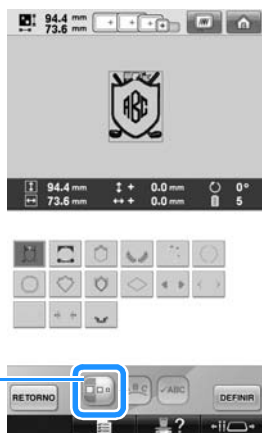 94.4 mm
73.6 mm
ABC
94.4 mm + 0.0 mm 0°
73.6 mm + 0.0 mm 5
RETORNO ABC ✓ABC DEFINIR
?